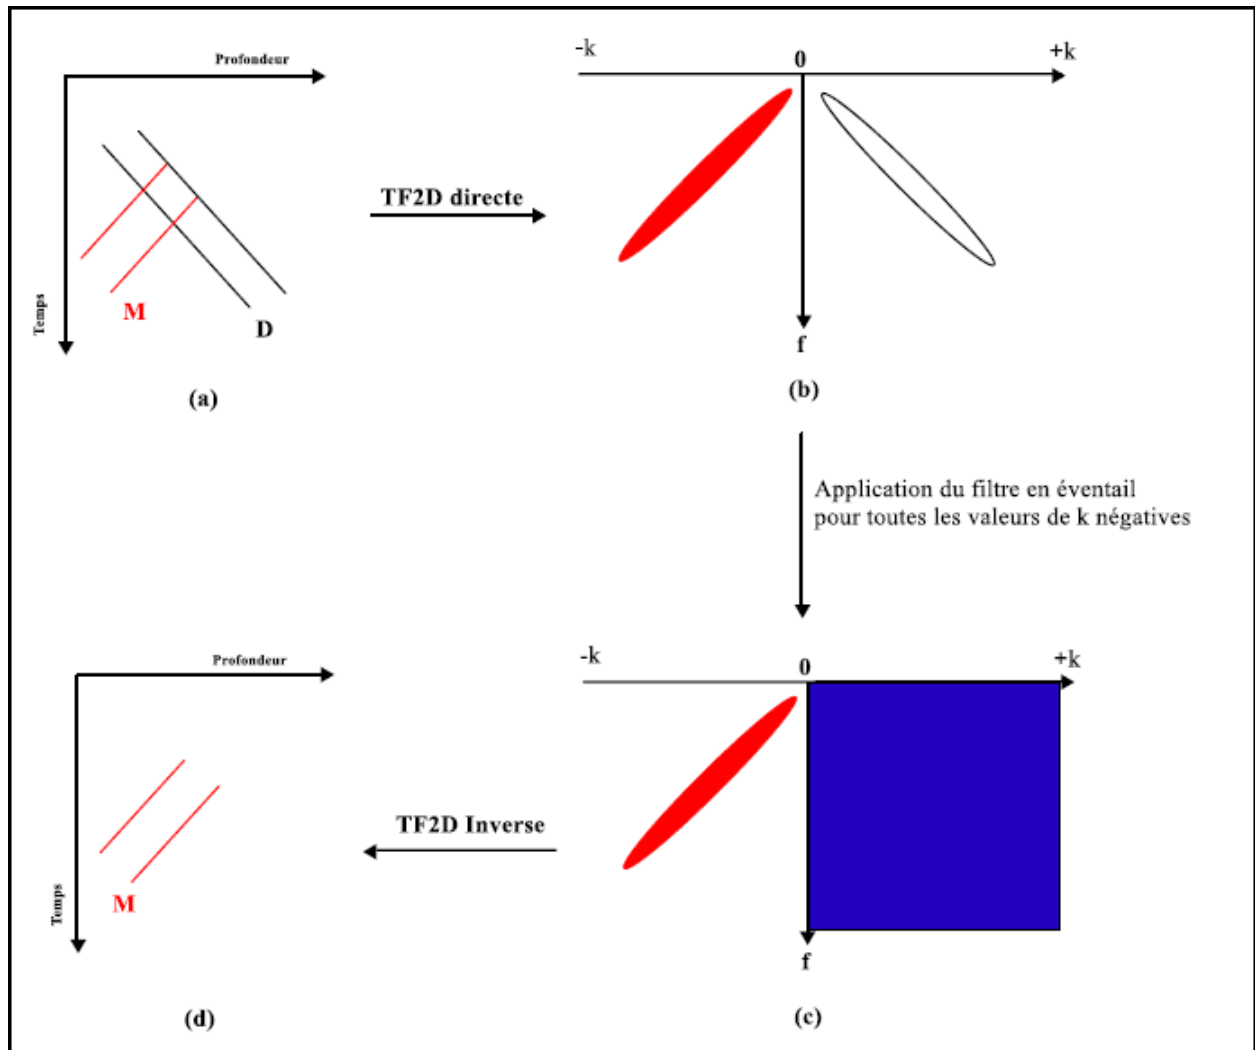 Profondeur
Temps
M
D
(a)
TF2D directe
-k
0
+k
f
(b)
Application du filtre en éventail
pour toutes les valeurs de k négatives
-k
0
+k
f
(c)
TF2D Inverse
Profondeur
Temps
M
(d)